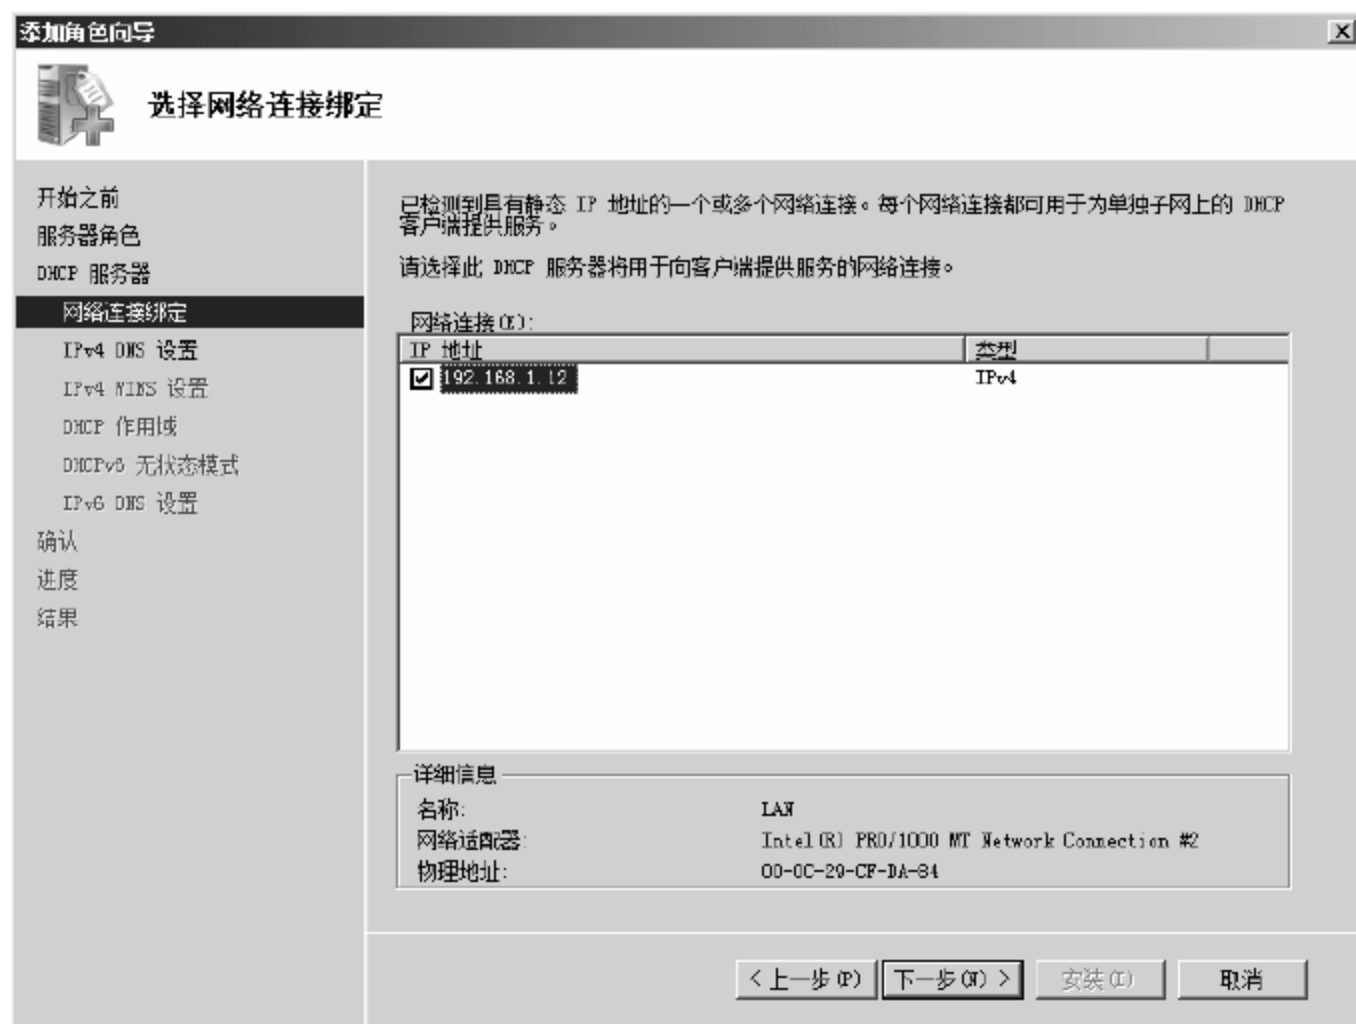 添加角色向导
选择网络连接绑定
开始之前
服务器角色
DHCP 服务器
网络连接绑定
IPv4 DNS 设置
IPv4 WINS 设置
DHCP 作用域
DHCPv6 无状态模式
IPv6 DNS 设置
确认
进度
结果
已检测到具有静态 IP 地址的一个或多个网络连接。每个网络连接都可用于为单独子网上的 DHCP
客户端提供服务。
请选择此 DHCP 服务器将用于向客户端提供服务的网络连接。
网络连接(E):
IP 地址 类型
192.168.1.12 IPv4
详细信息
名称: LAN
网络适配器: Intel(R) PRO/1000 MT Network Connection #2
物理地址: 00-0C-29-CF-DA-84
< 上一步(P) 下一步(N) > 安装(I) 取消